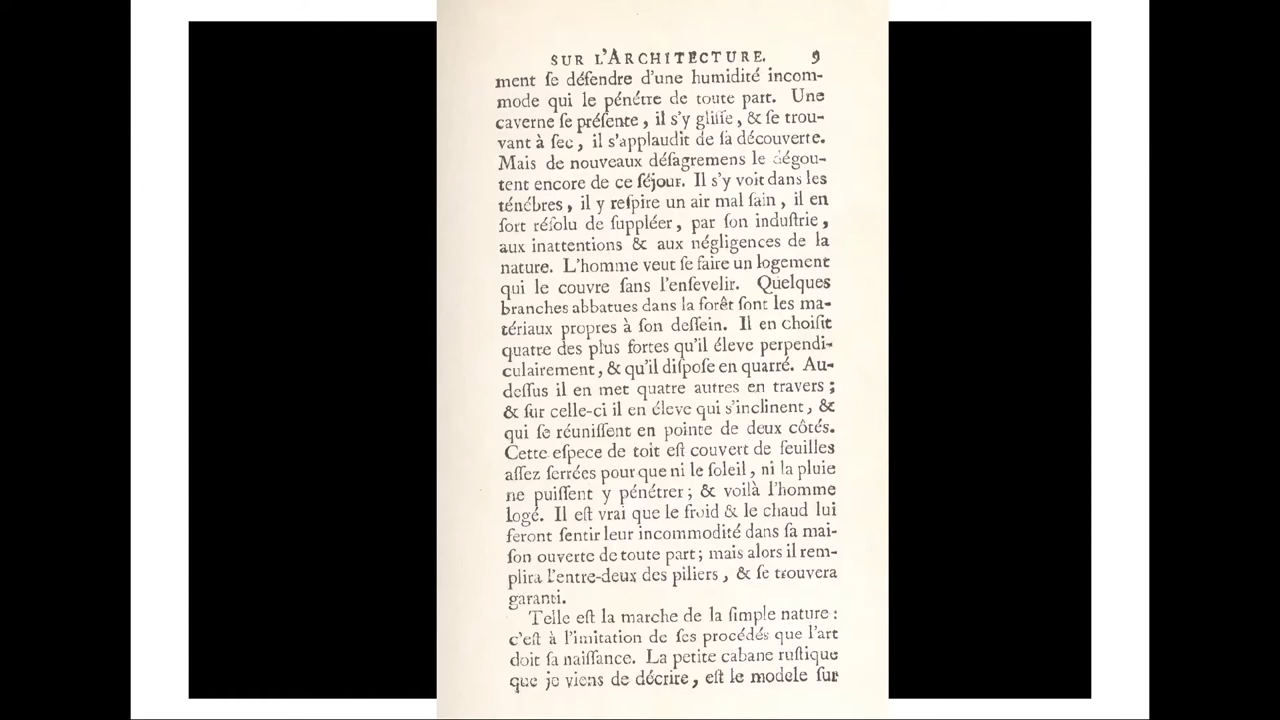 SUR L'ARCHITECTURE. 9
ment ſe défendre d'une humidité incom-
mode qui le pénétre de toute part. Une
caverne ſe préſente, il s'y gliſſe, & ſe trou-
vant à ſec, il s'applaudit de ſa découverte.
Mais de nouveaux déſagremens le dégou-
tent encore de ce ſéjour. Il s'y voit dans les
ténébres, il y reſpire un air mal ſain, il en
ſort réſolu de ſuppléer, par ſon induſtrie,
aux inattentions & aux négligences de la
nature. L'homme veut ſe faire un logement
qui le couvre ſans l'enſevelir. Quelques
branches abbatues dans la forêt ſont les ma-
tériaux propres à ſon deſſein. Il en choiſit
quatre des plus fortes qu'il éleve perpendi-
culairement, & qu'il diſpoſe en quarré. Au-
deſſus il en met quatre autres en travers;
& ſur celle-ci il en éleve qui s'inclinent, &
qui ſe réuniſſent en pointe de deux côtés.
Cette eſpece de toit eſt couvert de feuilles
aſſez ſerrées pour que ni le ſoleil, ni la pluie
ne puiſſent y pénétrer; & voilà l'homme
logé. Il eſt vrai que le froid & le chaud lui
feront ſentir leur incommodité dans ſa mai-
ſon ouverte de toute part; mais alors il rem-
plira l'entre-deux des piliers, & ſe trouvera
garanti.
Telle eſt la marche de la ſimple nature:
c'eſt à l'imitation de ſes procédés que l'art
doit ſa naiſſance. La petite cabane ruſtique
que je viens de décrire, eſt le modele ſur